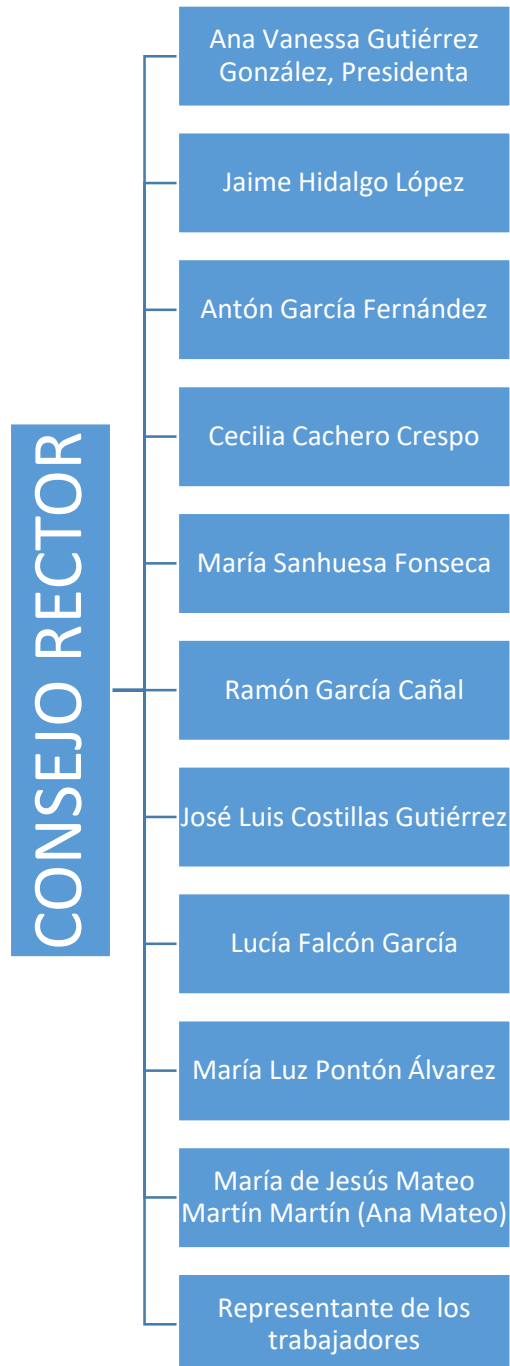 CONSEJO RECTOR
Ana Vanessa Gutiérrez
González, Presidenta
Jaime Hidalgo López
Antón García Fernández
Cecilia Cachero Crespo
María Sanhuesa Fonseca
Ramón García Cañal
José Luis Costillas Gutiérrez
Lucía Falcón García
María Luz Pontón Álvarez
María de Jesús Mateo
Martín Martín (Ana Mateo)
Representante de los
trabajadores